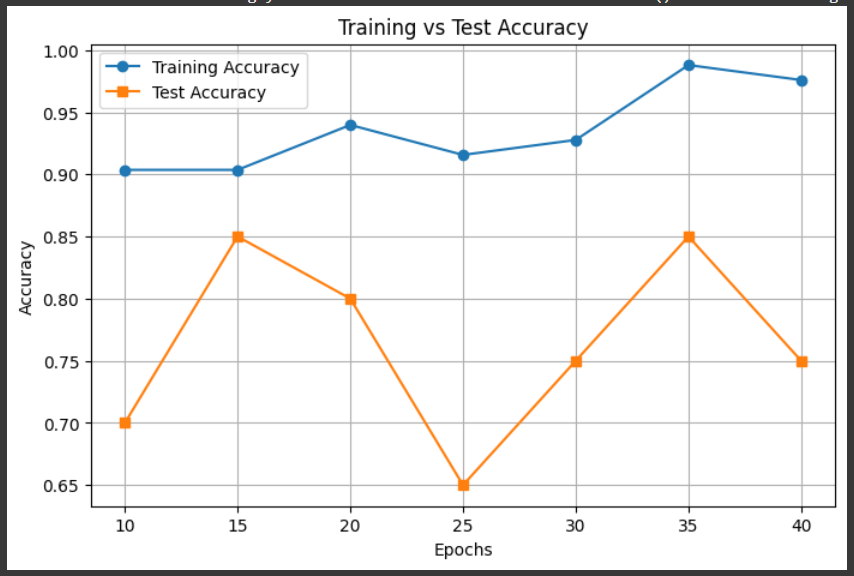 Training vs Test Accuracy
1.00
Training Accuracy
Test Accuracy
0.95
0.90
0.85
0.80
0.75
0.70
0.65
Accuracy
10 15 20 25 30 35 40
Epochs